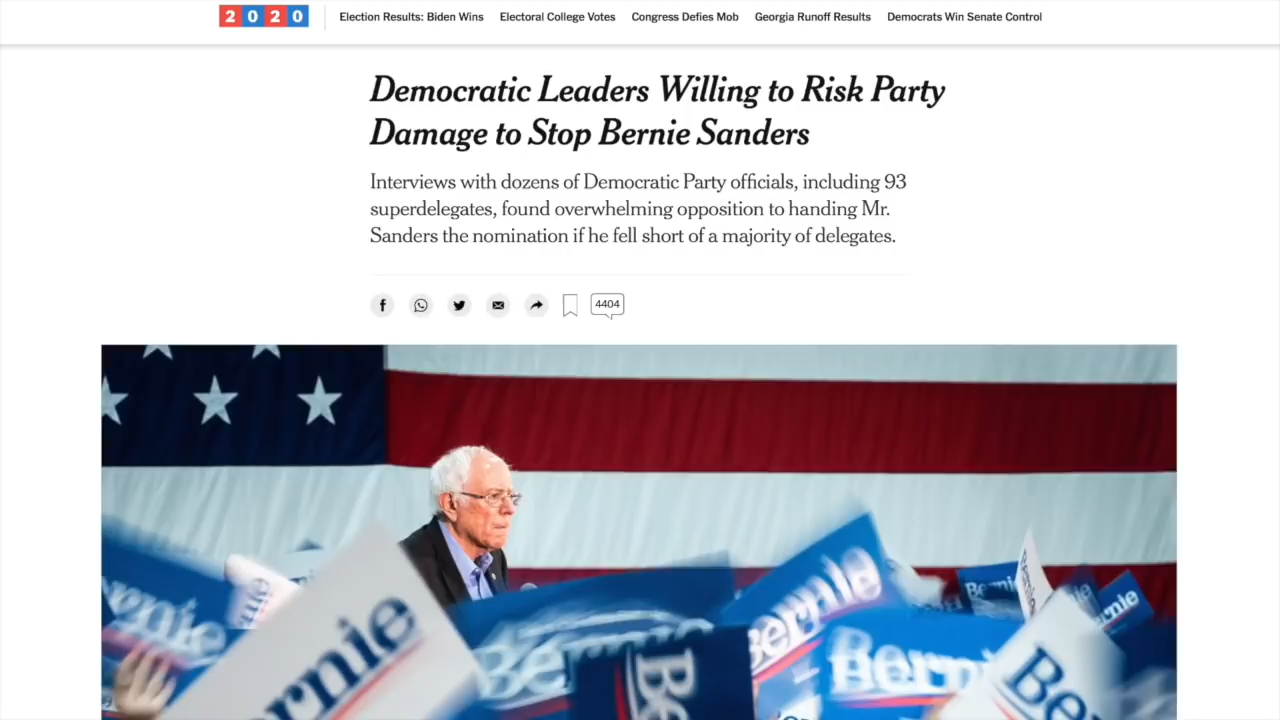 2020 Election Results: Biden Wins Electoral College Votes Congress Defies Mob Georgia Runoff Results Democrats Win Senate Control
Democratic Leaders Willing to Risk Party
Damage to Stop Bernie Sanders
Interviews with dozens of Democratic Party officials, including 93
superdelegates, found overwhelming opposition to handing Mr.
Sanders the nomination if he fell short of a majority of delegates.
4404
Bernie
Bernie
ernie
Bernie
Bern
Be